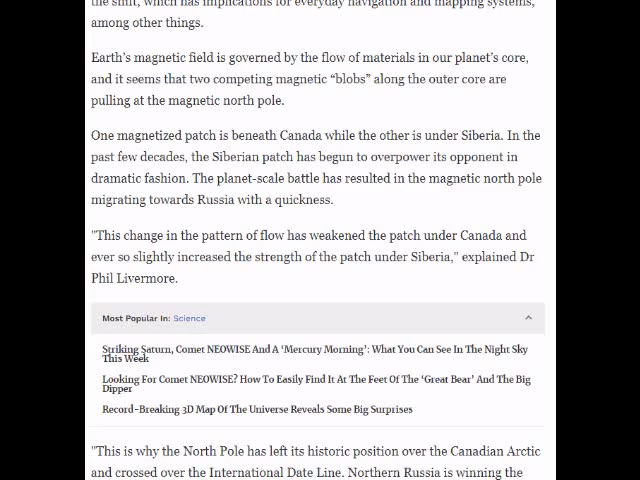 the shift, which has implications for everyday navigation and mapping systems,
among other things.
Earth's magnetic field is governed by the flow of materials in our planet's core,
and it seems that two competing magnetic “blobs” along the outer core are
pulling at the magnetic north pole.
One magnetized patch is beneath Canada while the other is under Siberia. In the
past few decades, the Siberian patch has begun to overpower its opponent in
dramatic fashion. The planet-scale battle has resulted in the magnetic north pole
migrating towards Russia with a quickness.
"This change in the pattern of flow has weakened the patch under Canada and
ever so slightly increased the strength of the patch under Siberia," explained Dr
Phil Livermore.
Most Popular In: Science
Striking Saturn, Comet NEOWISE And A ‘Mercury Morning’: What You Can See In The Night Sky
This Week
Looking For Comet NEOWISE? How To Easily Find It At The Feet Of The ‘Great Bear’ And The Big
Dipper
Record-Breaking 3D Map Of The Universe Reveals Some Big Surprises
"This is why the North Pole has left its historic position over the Canadian Arctic
and crossed over the International Date Line. Northern Russia is winning the